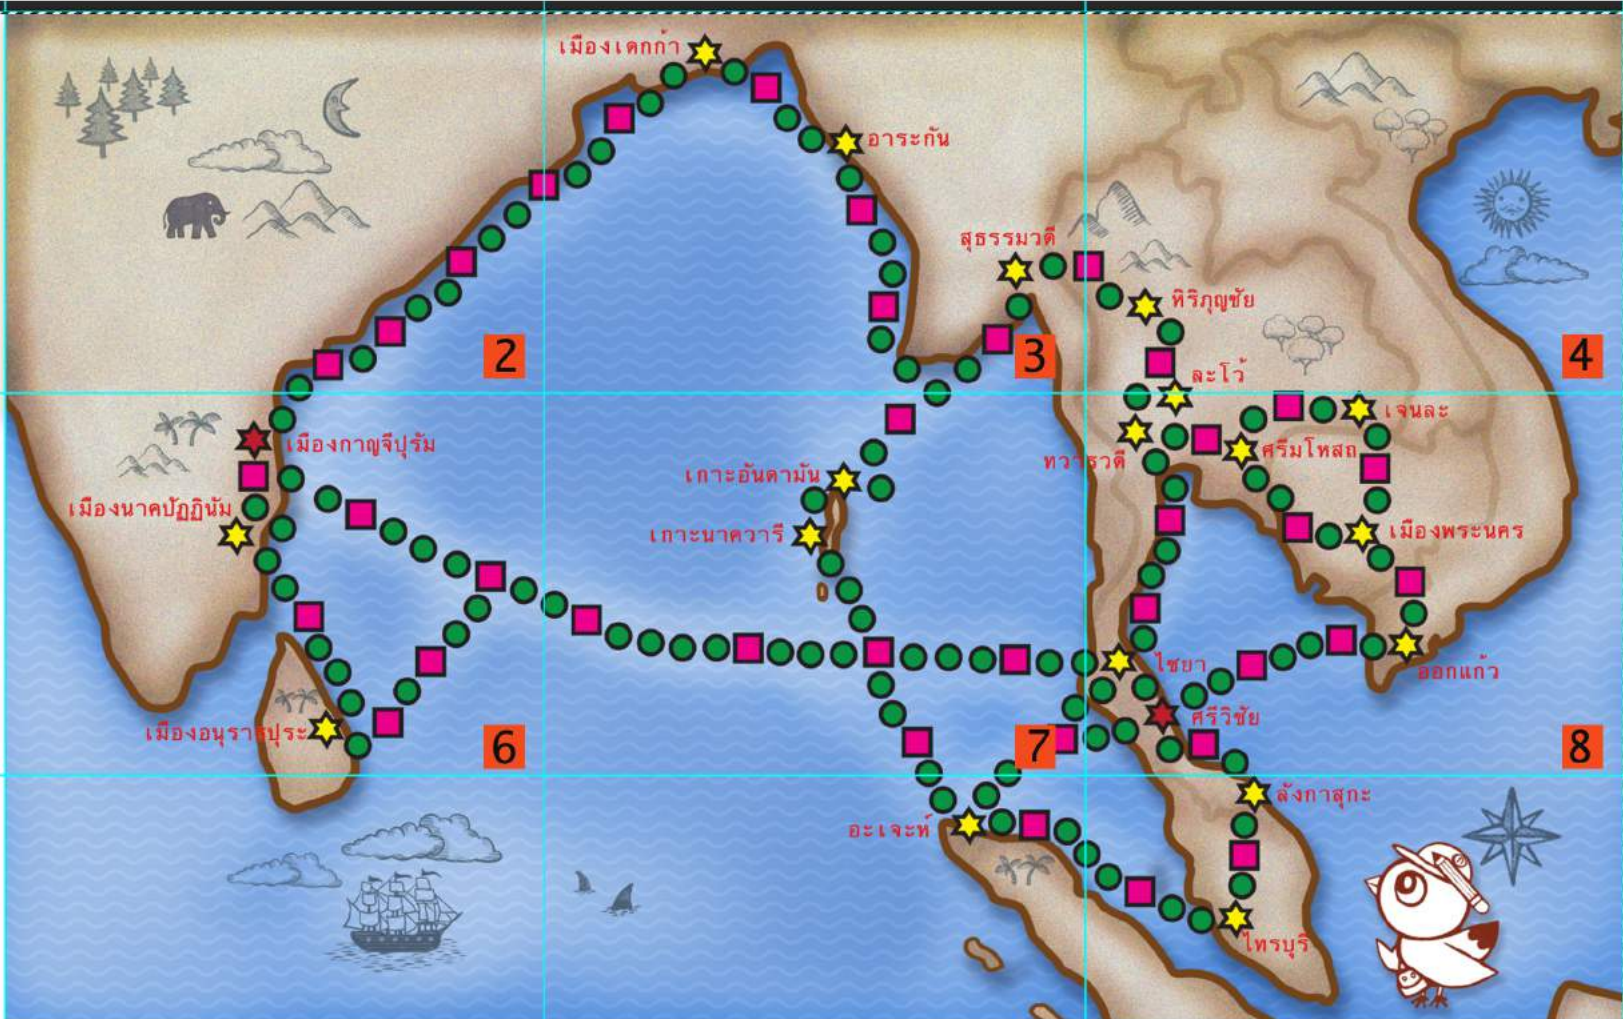 เมืองเดกก้า
อาระกัน
สุธรรมวดี
หิริภุญชัย
2
3
4
ละโว้
เจนละ
เมืองกาญจีปุรัม
ทวารวดี
ศรีมโหสถ
เกาะอันดามัน
เมืองนาคปัฏฏินัม
เกาะนาควารี
เมืองพระนคร
ไชยา
ออกแก้ว
เมืองอนุราชปุระ
ศรีวิชัย
6
7
8
ลังกาสุกะ
อะเจะห์
ไทรบุรี